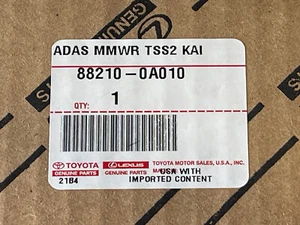 ADAS MMWR TSS2 KAI
88210-0A010
QTY: 1
TOYOTA LEXUS TOYOTA MOTOR SALES, U.S.A., INC.
GENUINE PARTS GENUINE PARTS
21B4 USA WITH
IMPORTED CONTENT